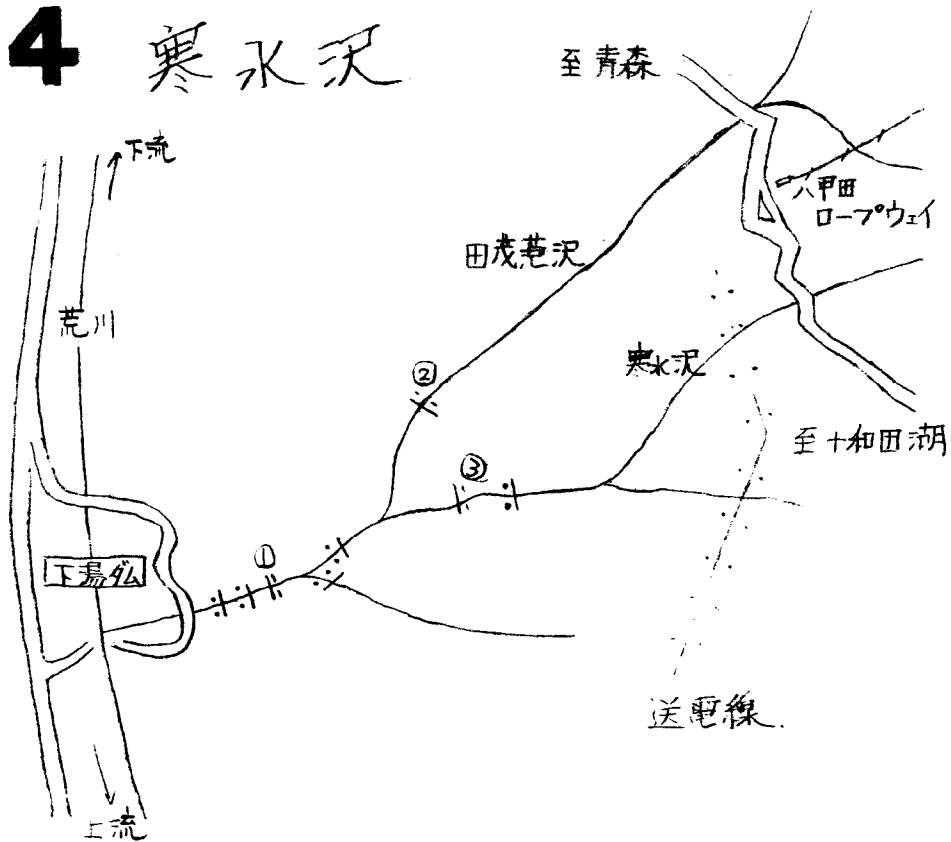 4 寒水沢
至青森
下流
八甲田
ロープウェイ
田茂萢沢
荒川
②
寒水沢
至十和田湖
③
①
下湯ダム
送電線
上流